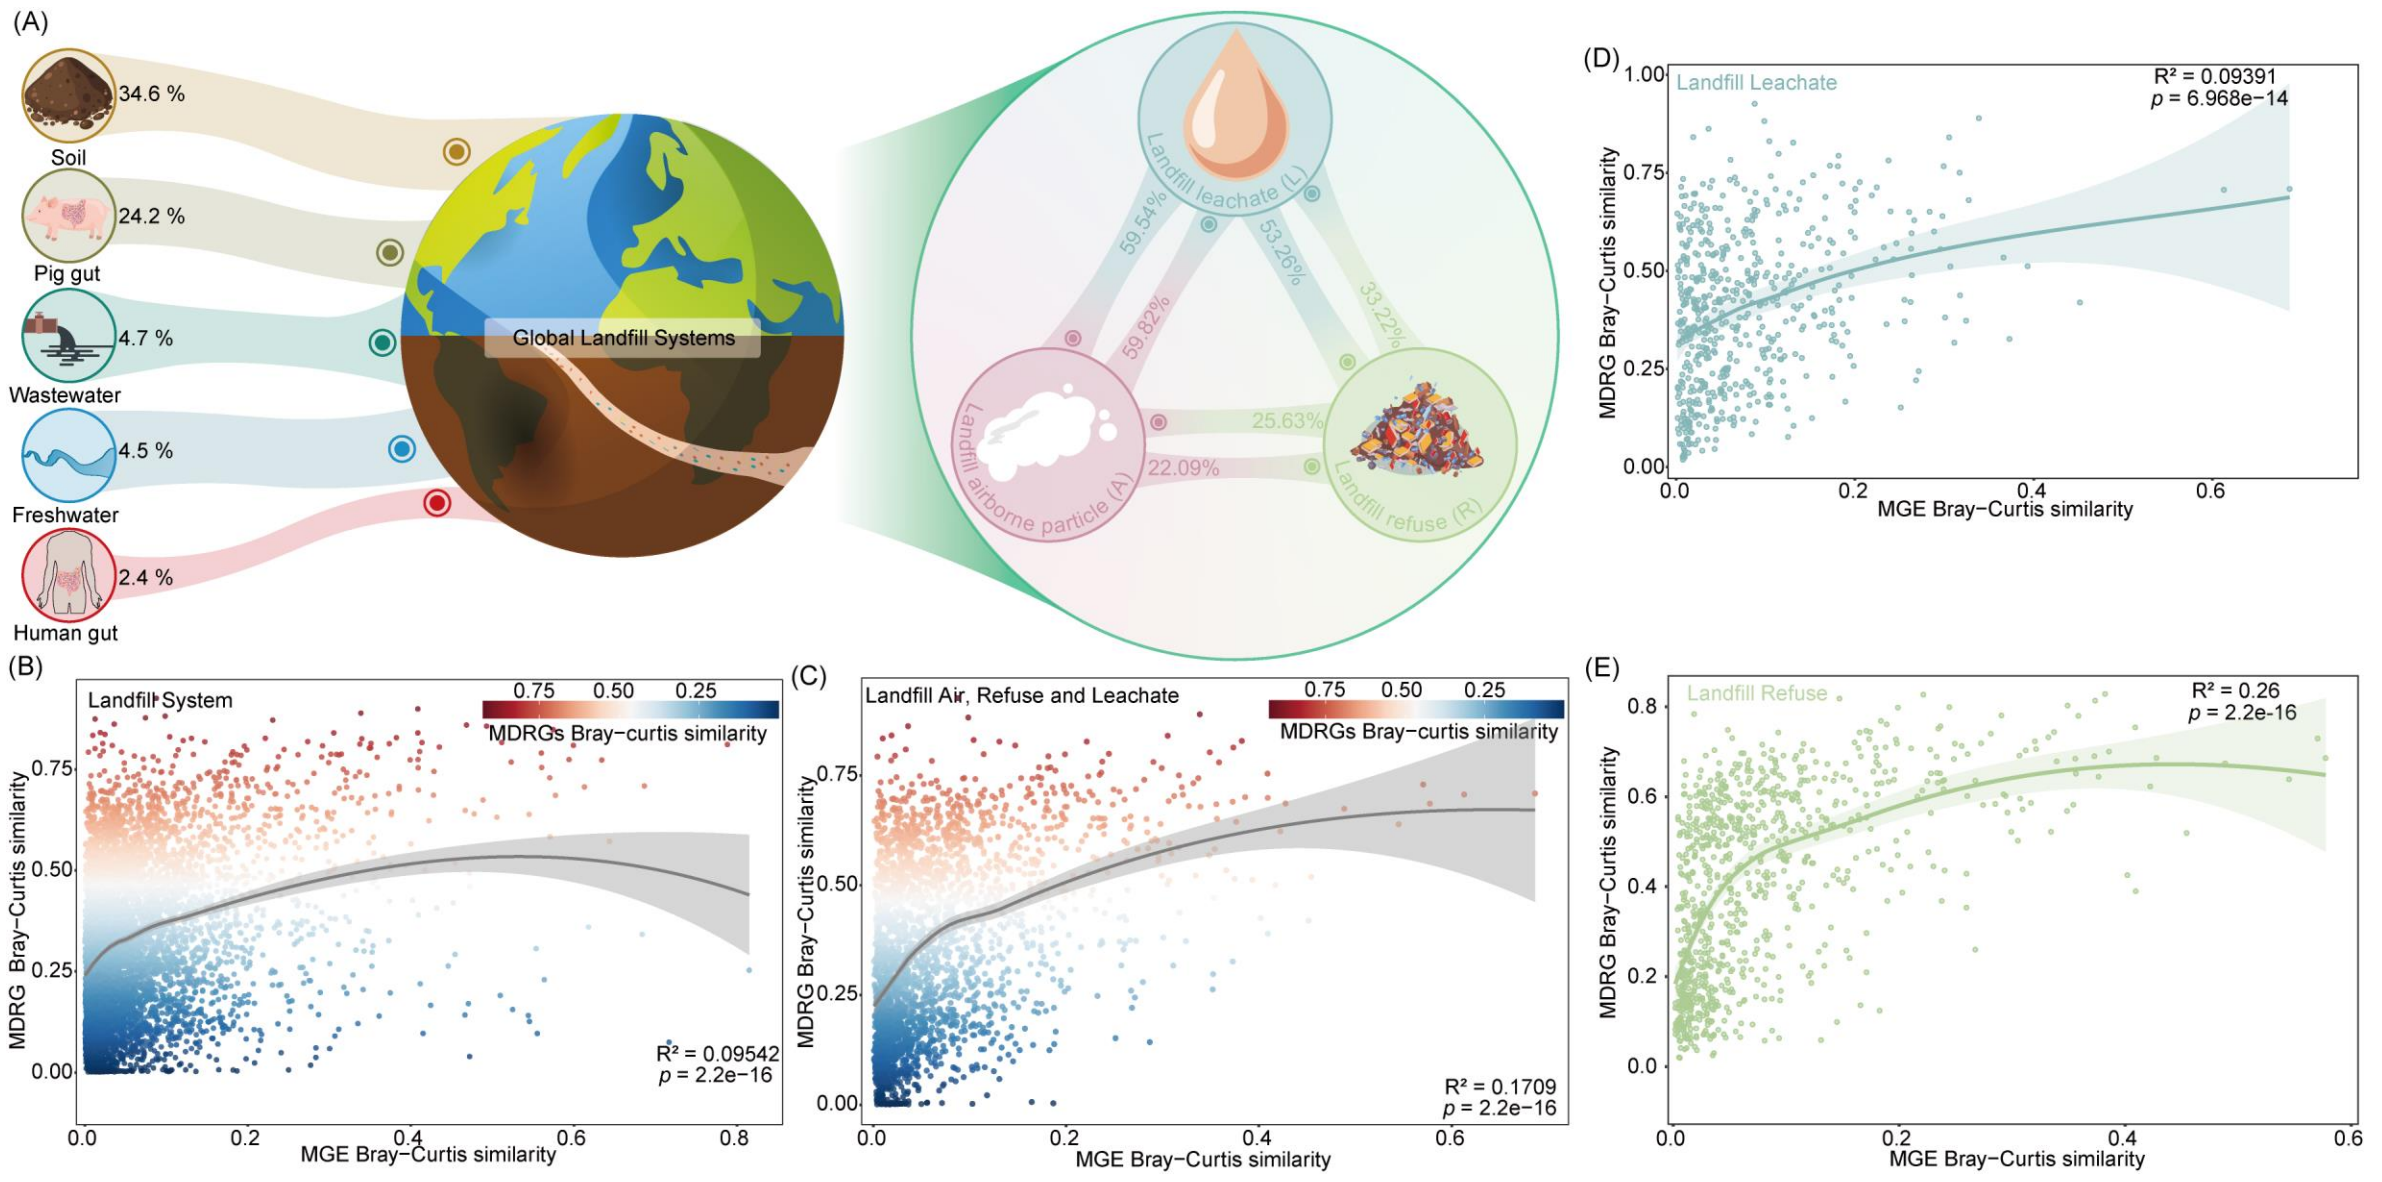 (A)
34.6 %
Soil
24.2 %
Pig gut
4.7 %
Wastewater
4.5 %
Freshwater
2.4 %
Human gut
Global Landfill Systems
Landfill leachate (L)
59.54%
59.82%
53.26%
33.22%
25.63%
22.09%
Landfill airborne particle (A)
Landfill refuse (R)
(B)
Landfill System
0.75 0.50 0.25
MDRGs Bray–curtis similarity
MDRG Bray–Curtis similarity
0.75
0.50
0.25
0.00
R² = 0.09542
p = 2.2e−16
0.0 0.2 0.4 0.6 0.8
MGE Bray–Curtis similarity
(C)
Landfill Air, Refuse and Leachate
0.75 0.50 0.25
MDRGs Bray–curtis similarity
MDRG Bray–Curtis similarity
0.75
0.50
0.25
0.00
R² = 0.1709
p = 2.2e−16
0.0 0.2 0.4 0.6
MGE Bray–Curtis similarity
(D)
Landfill Leachate
R² = 0.09391
p = 6.968e−14
MDRG Bray–Curtis similarity
1.00
0.75
0.50
0.25
0.00
0.0 0.2 0.4 0.6
MGE Bray–Curtis similarity
(E)
Landfill Refuse
R² = 0.26
p = 2.2e-16
MDRG Bray–Curtis similarity
0.8
0.6
0.4
0.2
0.0
0.0 0.2 0.4 0.6
MGE Bray–Curtis similarity